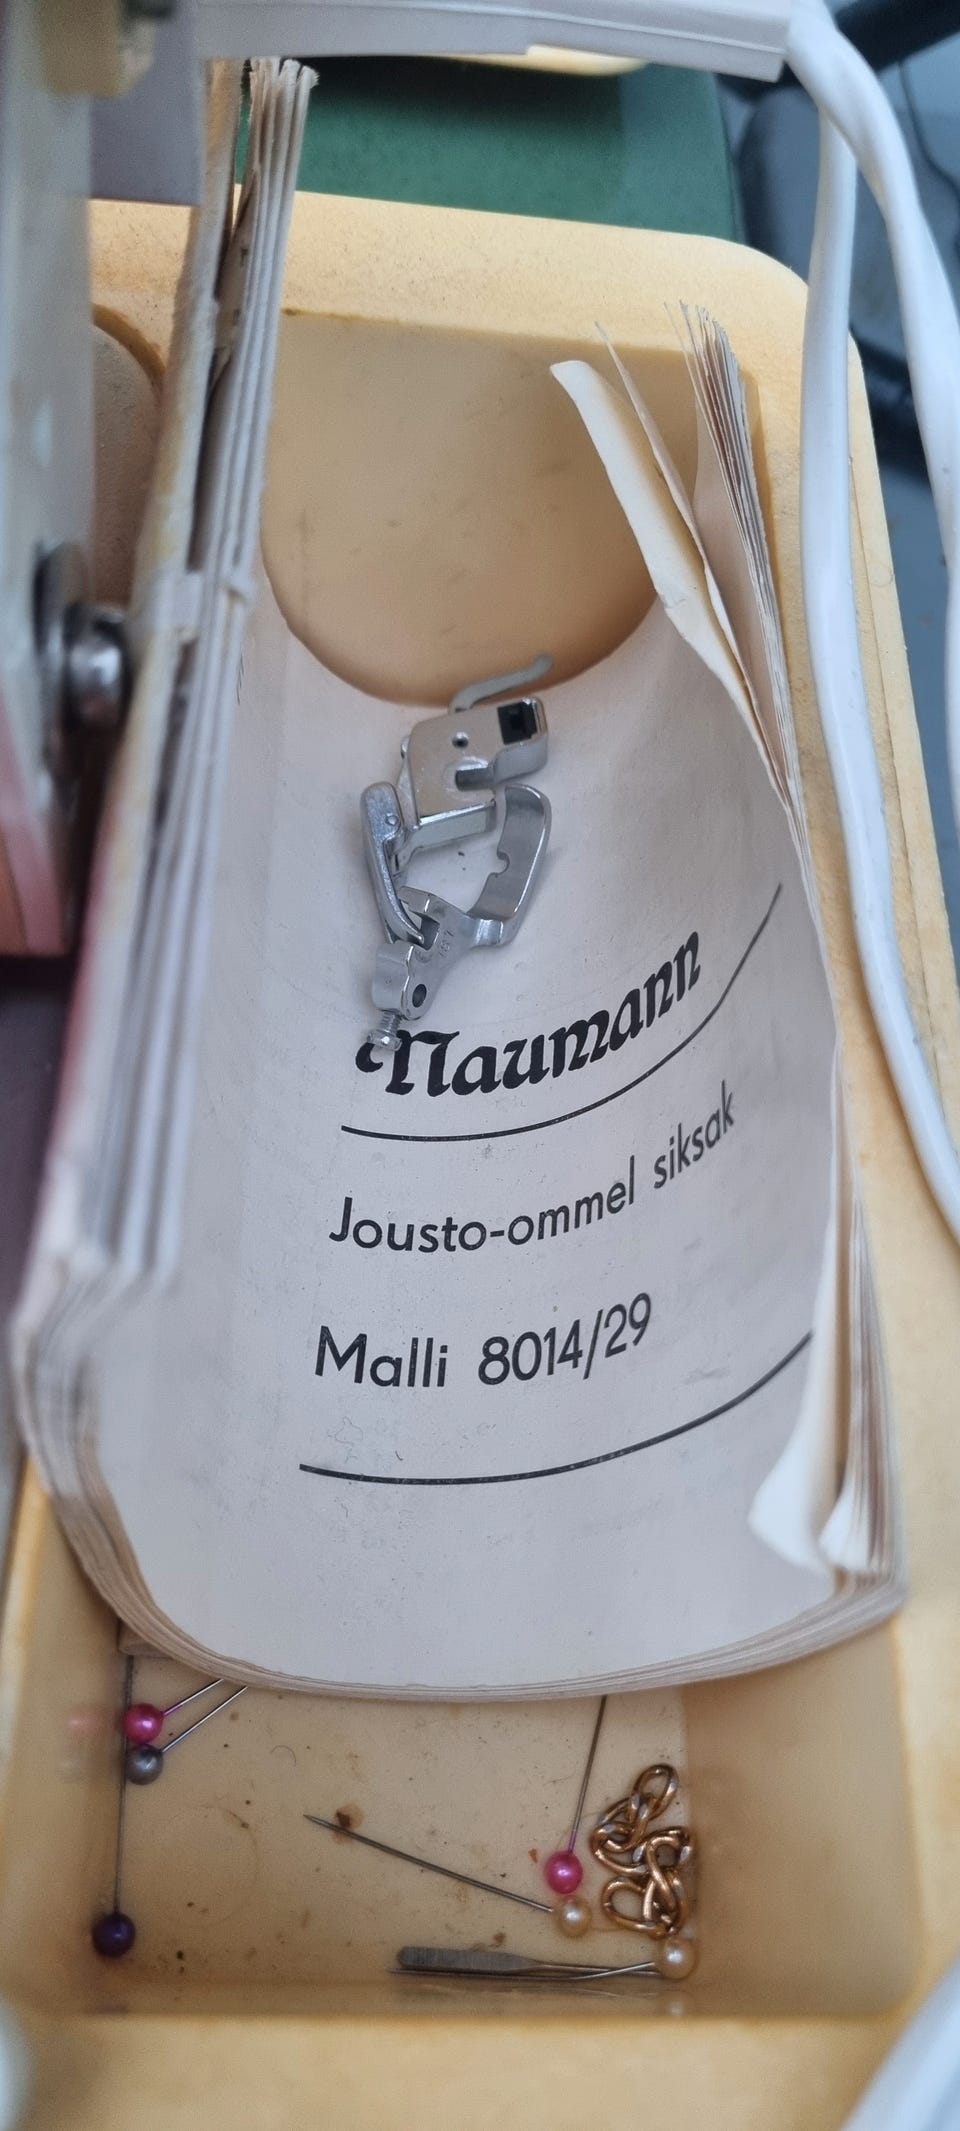 Naumann
Jousto-ommel siksak
Malli 8014/29